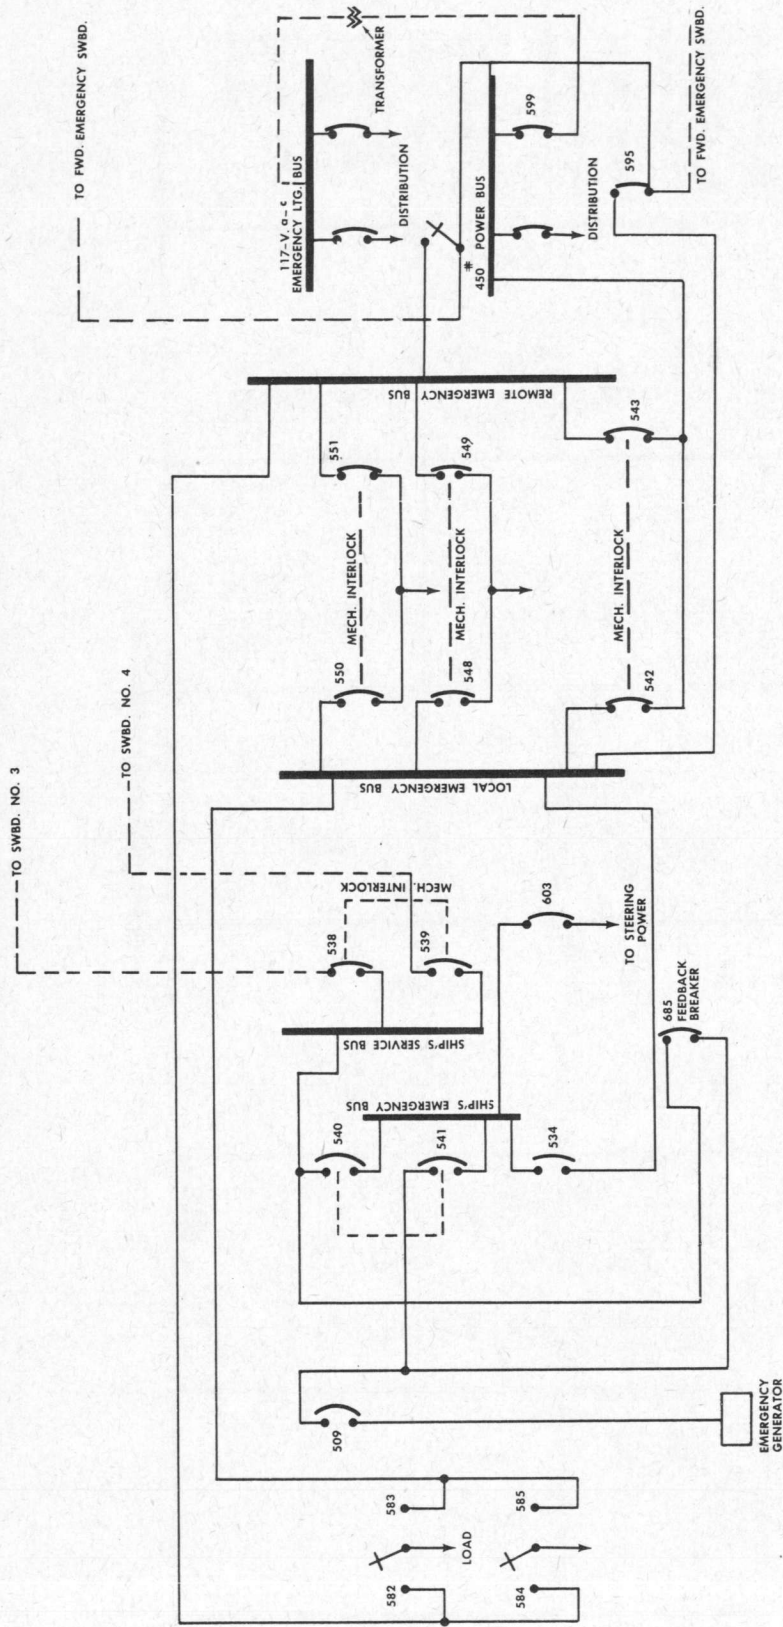 TO SWBD. NO. 3
TO SWBD. NO. 4
TO FWD. EMERGENCY SWBD.
582
583
LOAD
584
585
509
EMERGENCY
GENERATOR
540
541
534
SHIP'S EMERGENCY BUS
SHIP'S SERVICE BUS
538
539
MECH. INTERLOCK
603
TO STEERING
POWER
685
FEEDBACK
BREAKER
LOCAL EMERGENCY BUS
550
MECH. INTERLOCK
551
548
MECH. INTERLOCK
549
542
MECH. INTERLOCK
543
REMOTE EMERGENCY
BUS
117-V. a-c
EMERGENCY LTG. BUS
DISTRIBUTION
TRANSFORMER
*
450 POWER BUS
DISTRIBUTION
599
595
TO FWD. EMERGENCY SWBD.